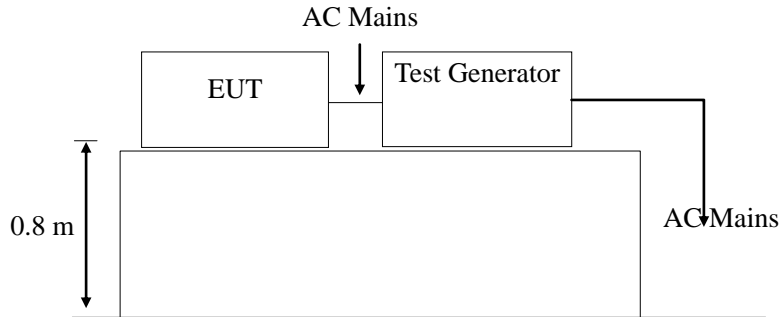 AC Mains
EUT
Test Generator
0.8 m
AC Mains